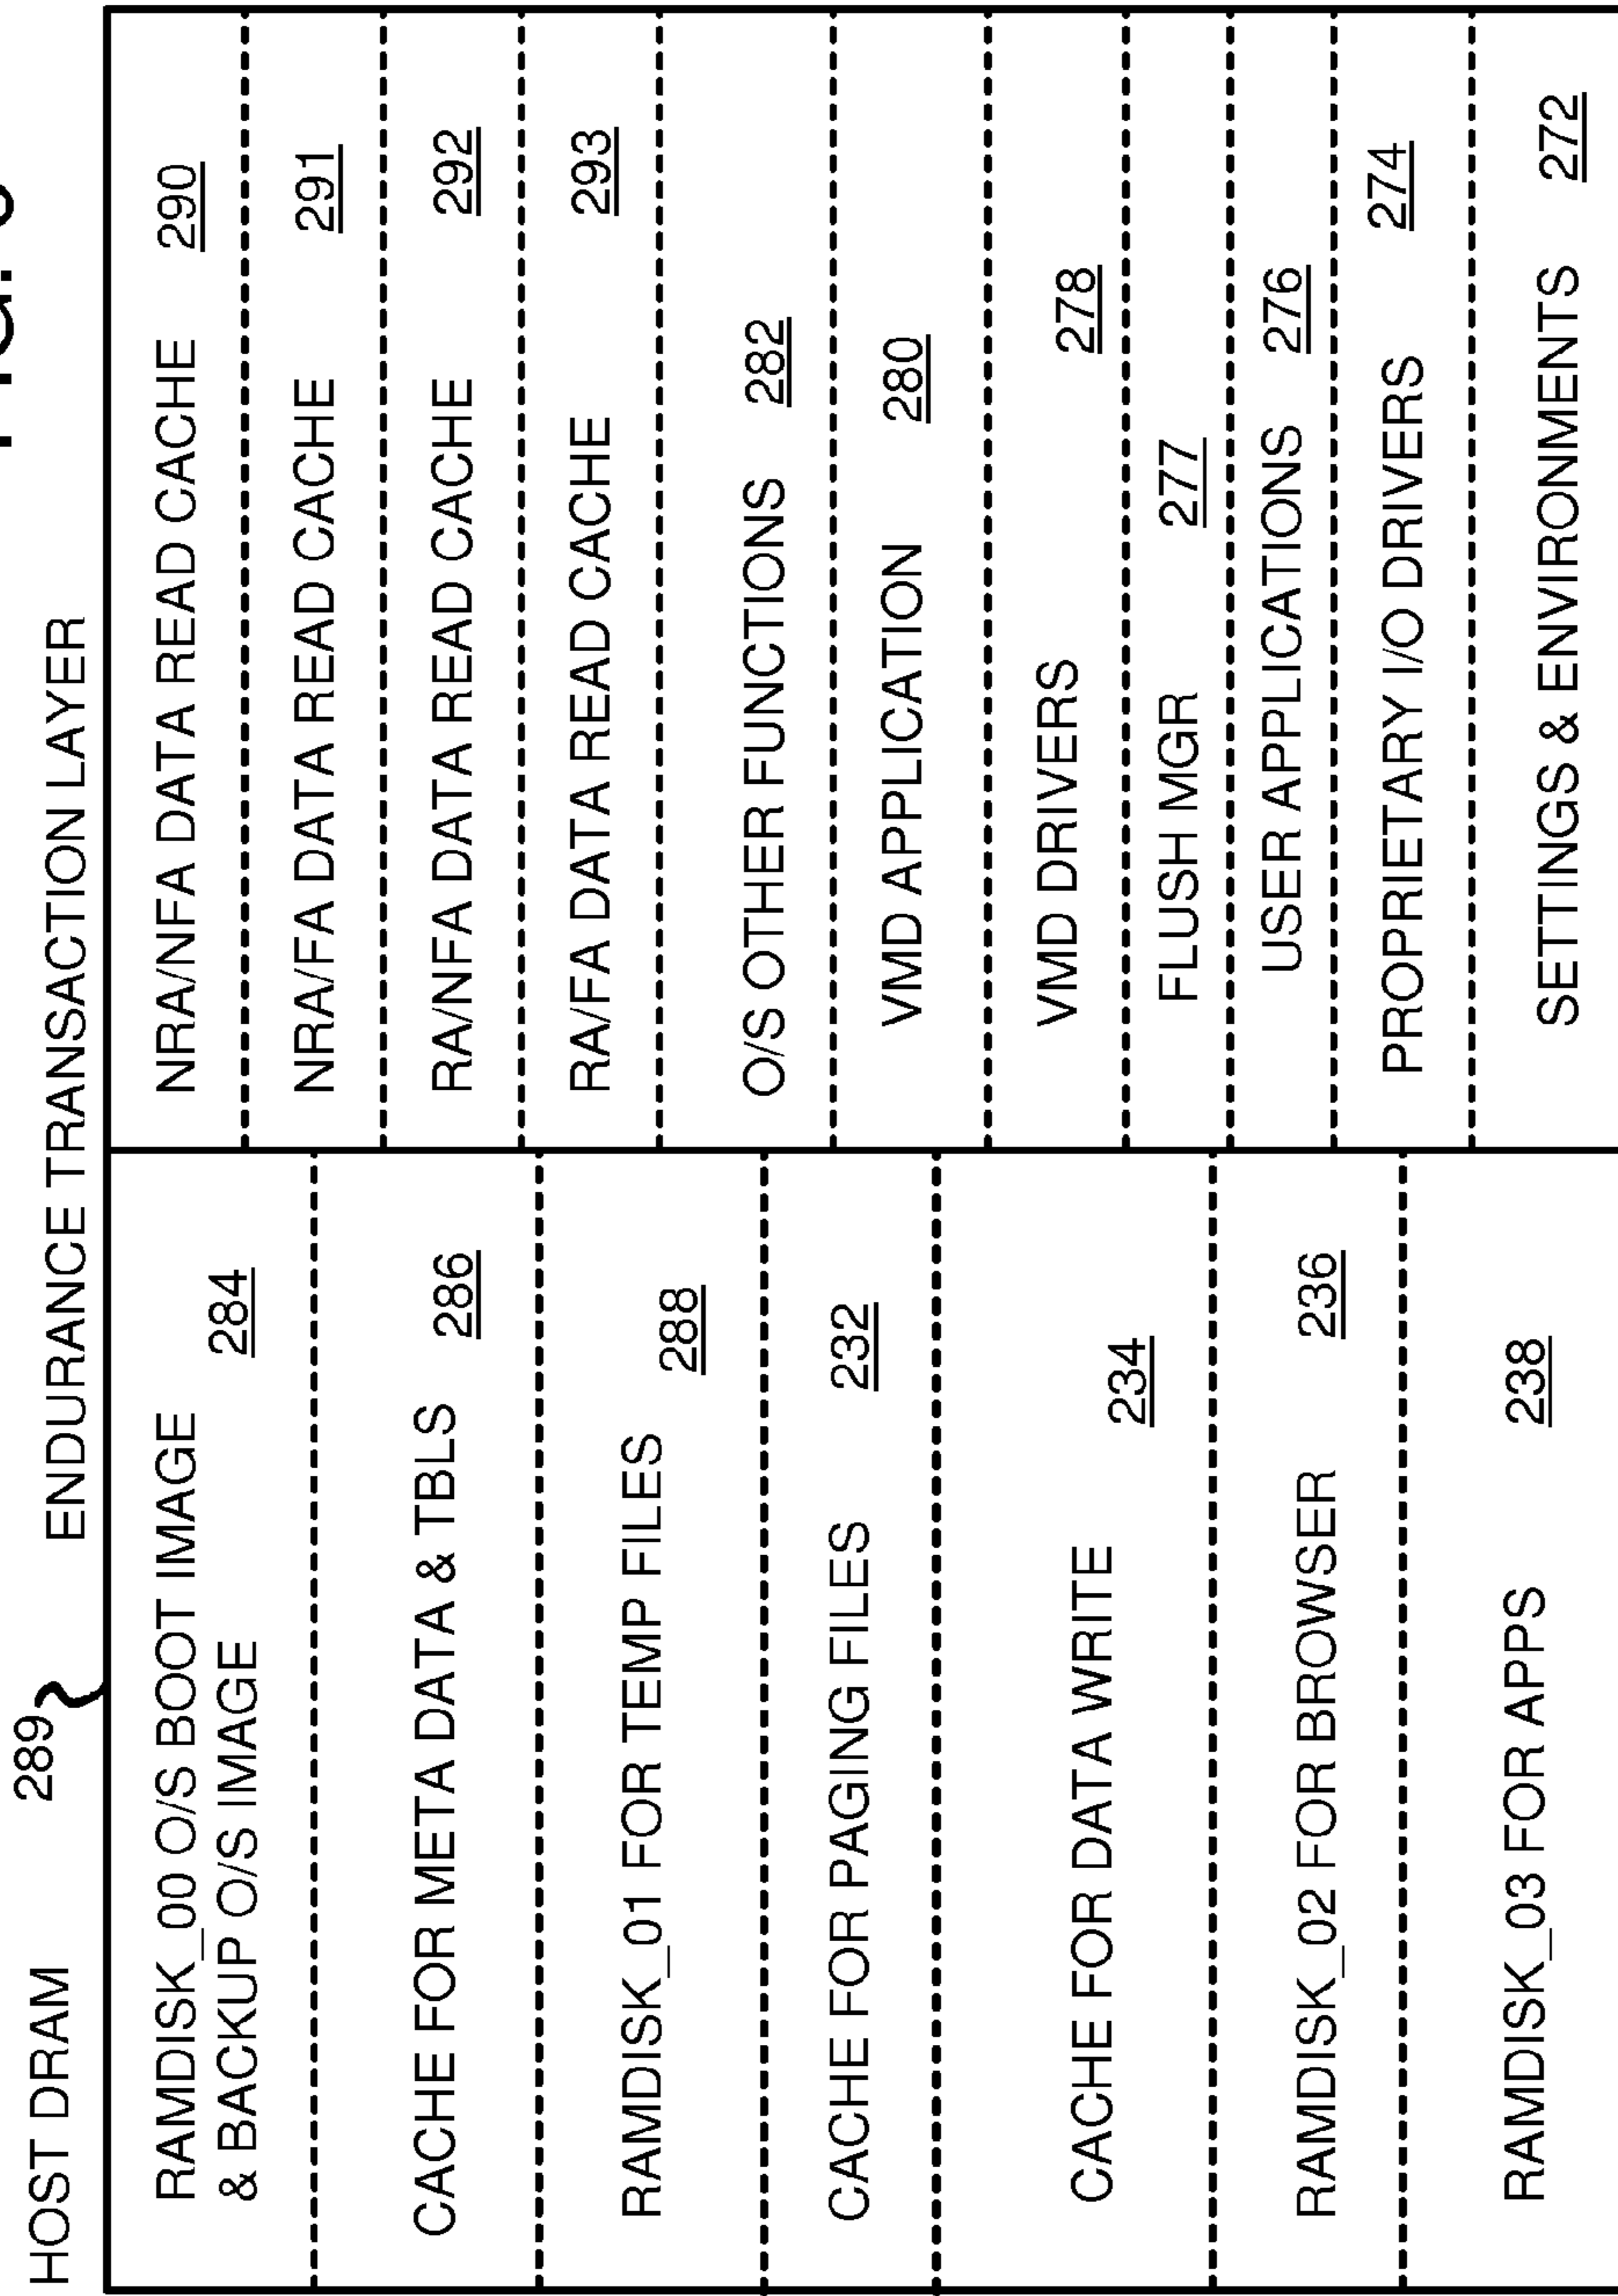 HOST DRAM
289
ENDURANCE TRANSACTION LAYER
RAMDISK_00 O/S BOOT IMAGE
& BACKUP O/S IMAGE
284
CACHE FOR META DATA & TBLS
286
RAMDISK_01 FOR TEMP FILES
288
CACHE FOR PAGING FILES
232
CACHE FOR DATA WRITE
234
RAMDISK_02 FOR BROWSER
236
RAMDISK_03 FOR APPS
238
NRA/NFA DATA READ CACHE
290
NRA/FA DATA READ CACHE
291
RA/NFA DATA READ CACHE
292
RA/FA DATA READ CACHE
293
O/S OTHER FUNCTIONS
282
VMD APPLICATION
280
VMD DRIVERS
278
FLUSH MGR
277
USER APPLICATIONS
276
PROPRIETARY I/O DRIVERS
274
SETTINGS & ENVIRONMENTS
272